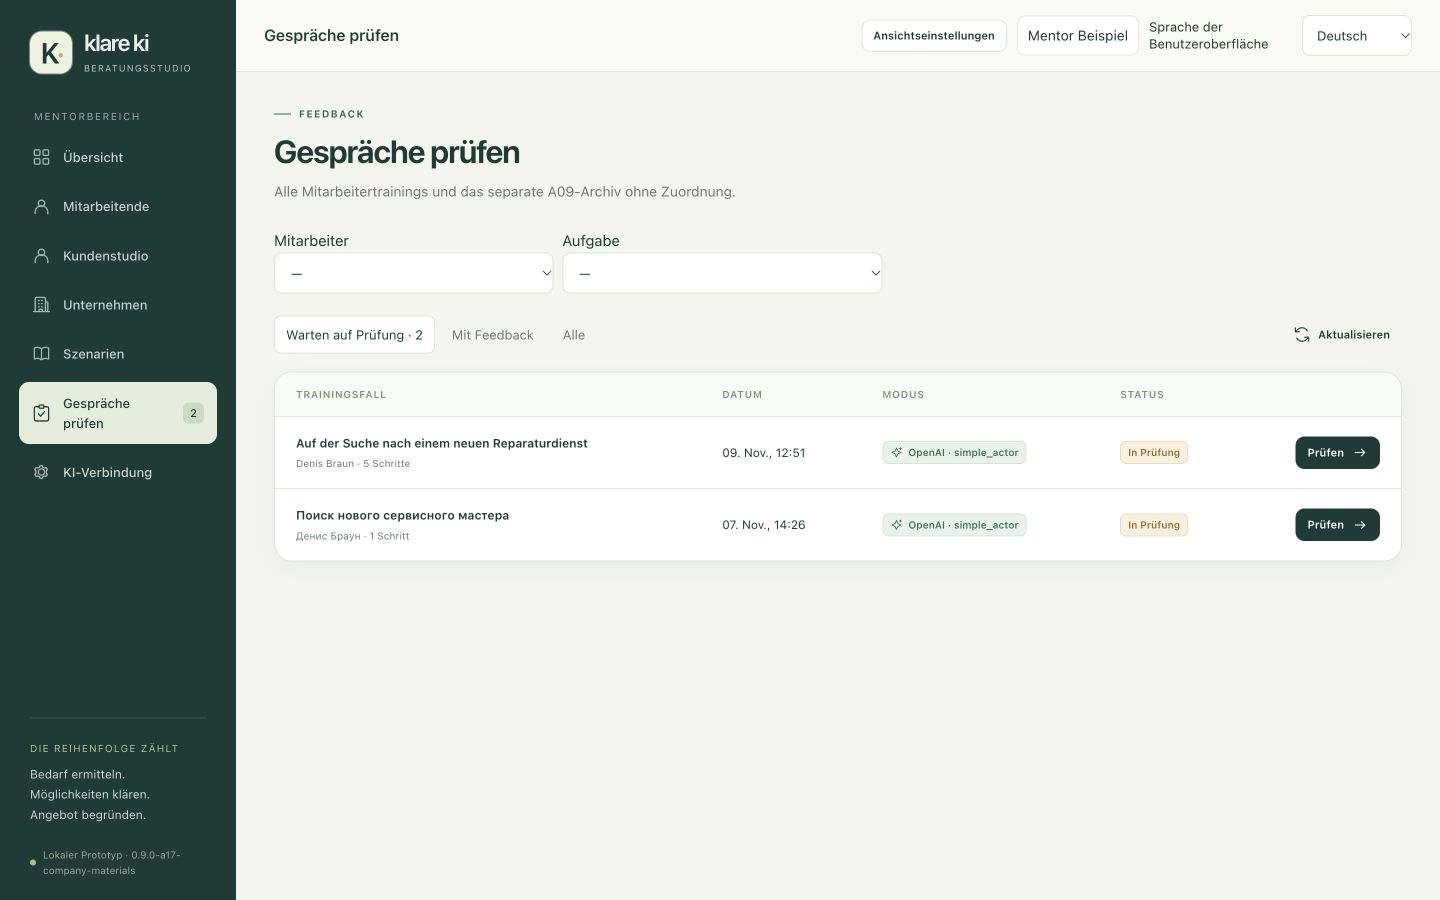 K
klare ki
BERATUNGSSTUDIO
MENTORBEREICH
Übersicht
Mitarbeitende
Kundenstudio
Unternehmen
Szenarien
Gespräche
prüfen
2
KI-Verbindung
DIE REIHENFOLGE ZÄHLT
Bedarf ermitteln.
Möglichkeiten klären.
Angebot begründen.
Lokaler Prototyp · 0.9.0-a17-
company-materials
Gespräche prüfen
Ansichtseinstellungen
Mentor Beispiel
Sprache der
Benutzeroberfläche
Deutsch
FEEDBACK
Gespräche prüfen
Alle Mitarbeitertrainings und das separate A09-Archiv ohne Zuordnung.
Mitarbeiter
Aufgabe
—
—
Warten auf Prüfung · 2
Mit Feedback
Alle
Aktualisieren
TRAININGSFALL
DATUM
MODUS
STATUS
Auf der Suche nach einem neuen Reparaturdienst
Denis Braun · 5 Schritte
09. Nov., 12:51
OpenAI · simple_actor
In Prüfung
Prüfen
Поиск нового сервисного мастера
Денис Браун · 1 Schritt
07. Nov., 14:26
OpenAI · simple_actor
In Prüfung
Prüfen